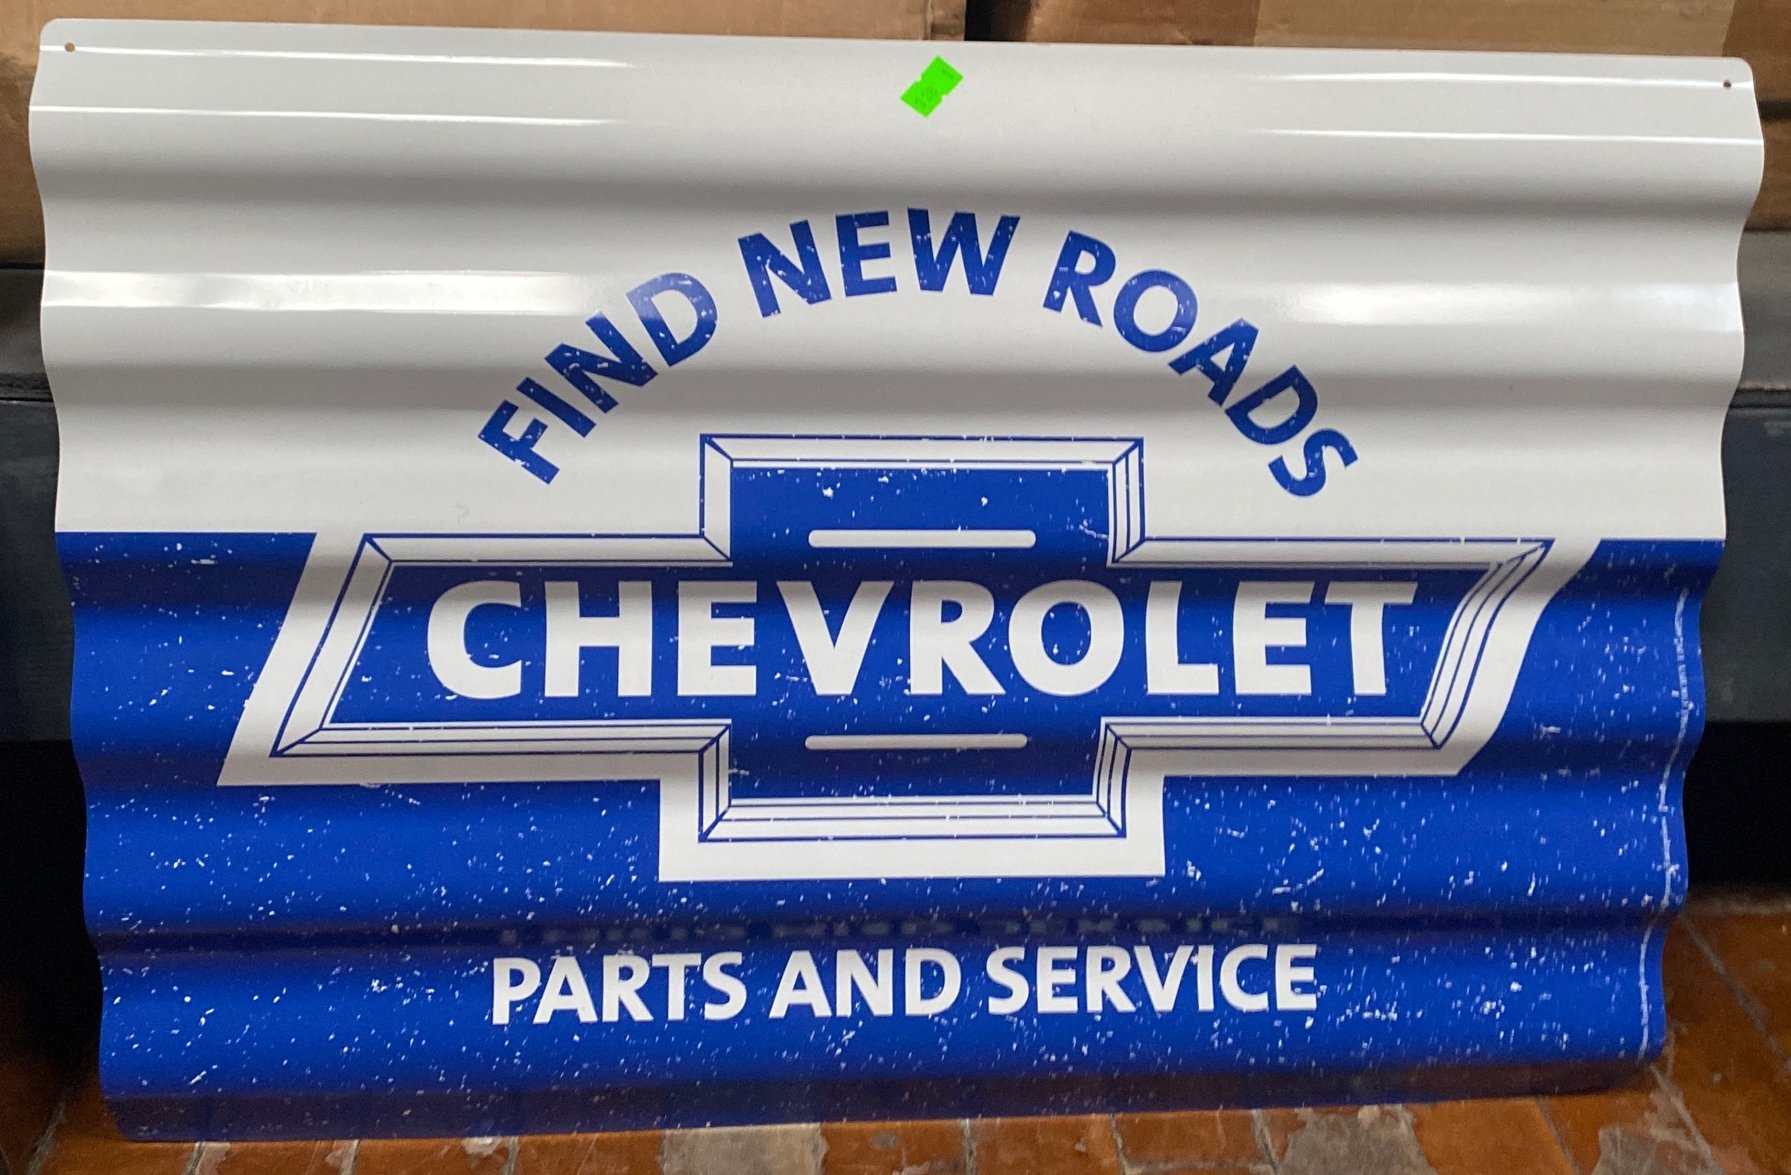 FIND NEW ROADS
CHEVROLET
PARTS AND SERVICE